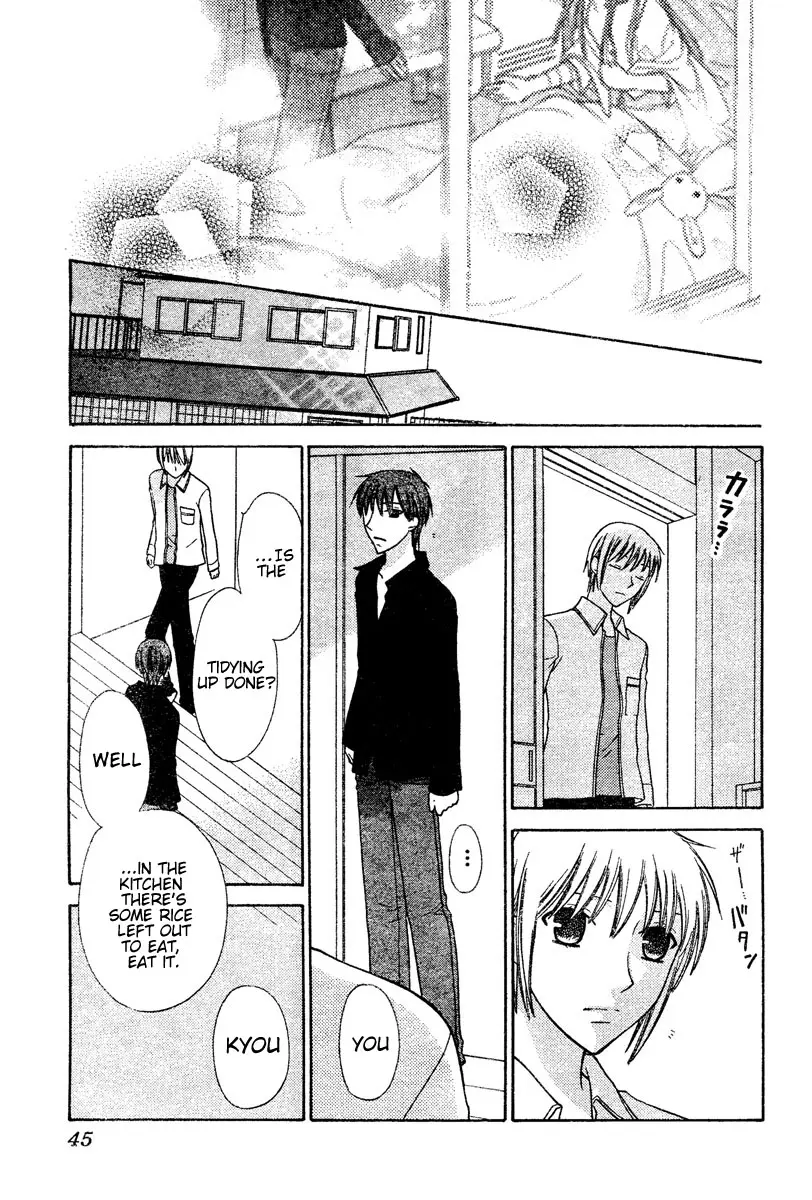 カララ…
ザー
バタン
…
YOU
KYOU
...IS
THE
TIDYING
UP DONE?
WELL
...IN THE
KITCHEN
THERE'S
SOME RICE
LEFT OUT
TO EAT,
EAT IT.
45